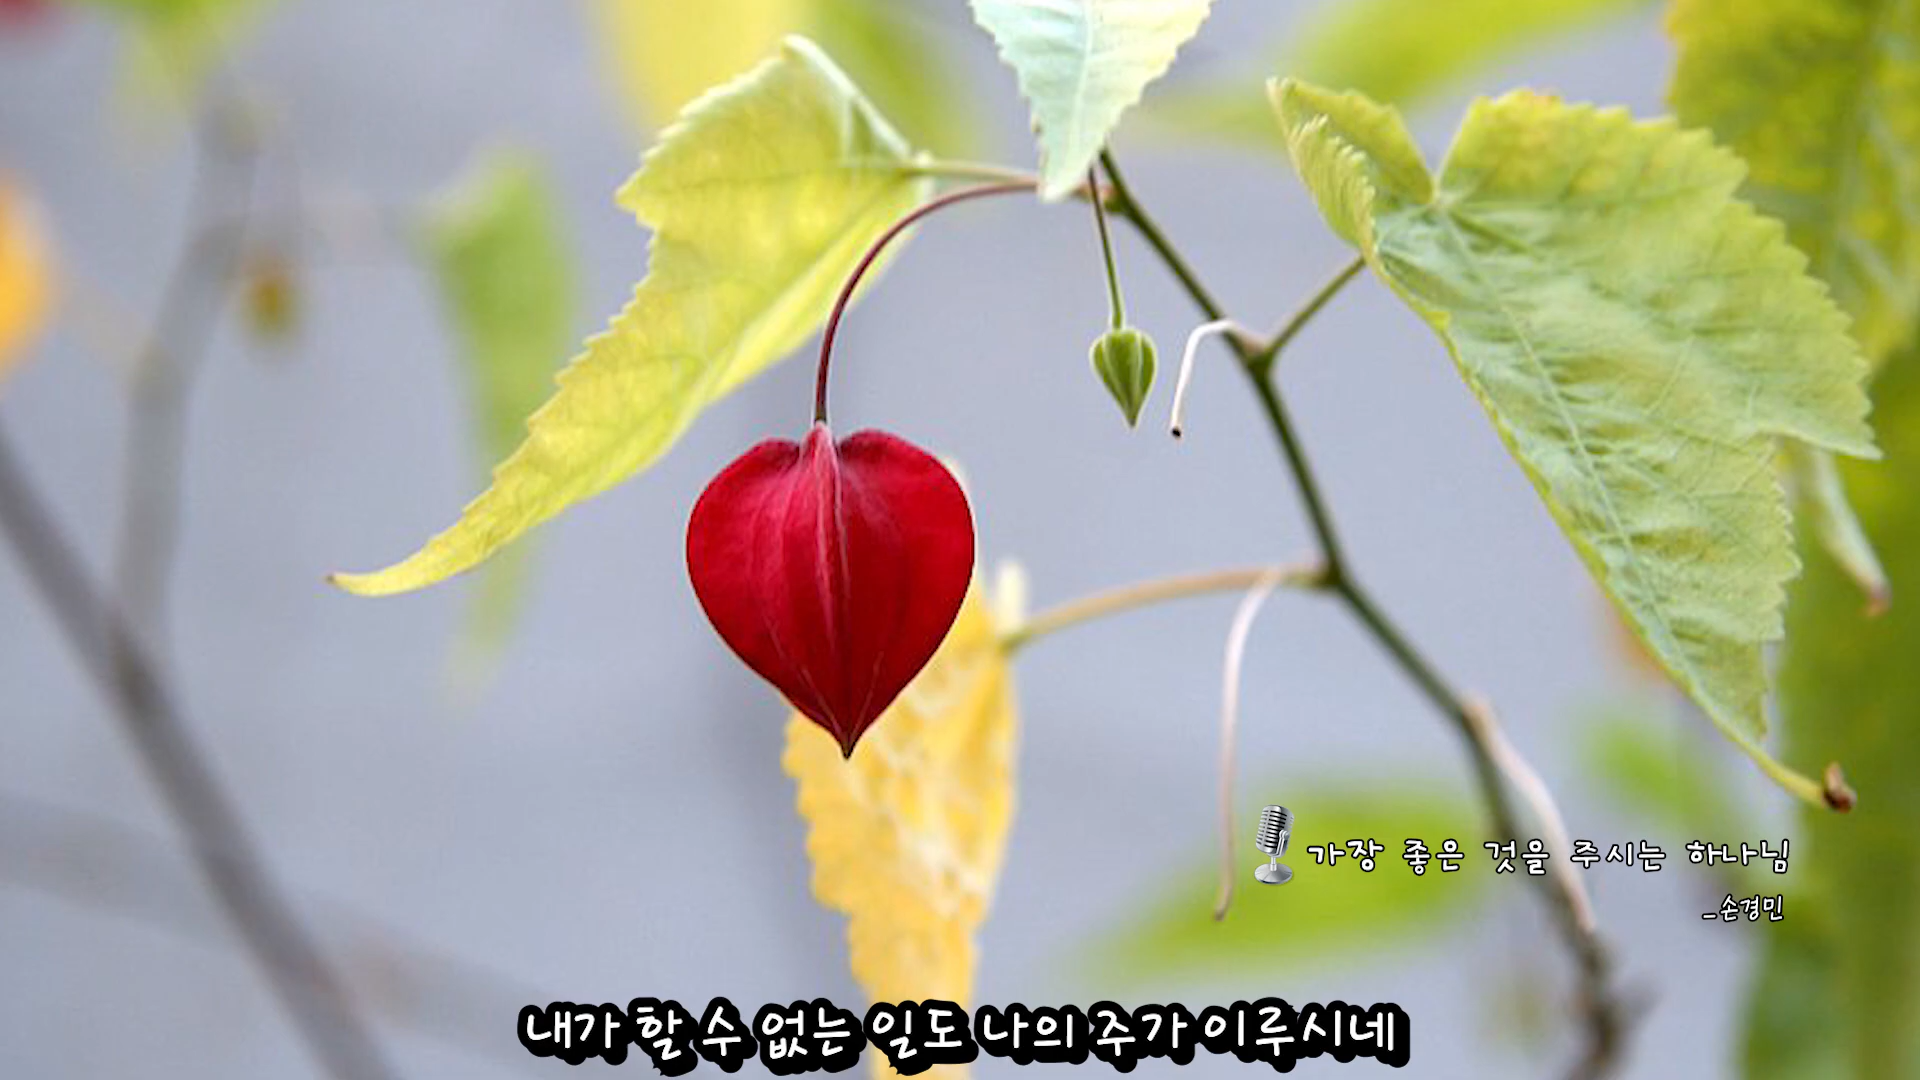 가장 좋은 것을 주시는 하나님
_손경민
내가 할 수 없는 일도 나의 주가 이루시네